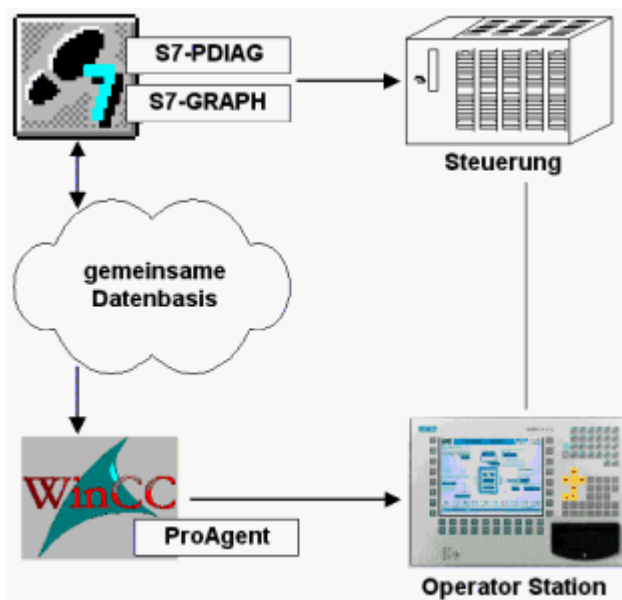 S7-PDIAG
7
S7-GRAPH
Steuerung
gemeinsame
Datenbasis
WinCC
ProAgent
Operator Station